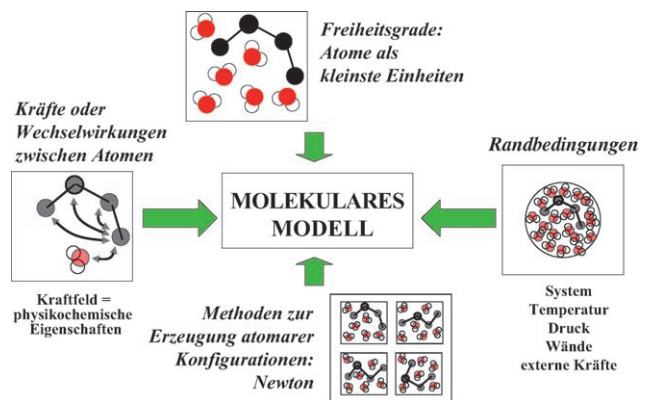 Freiheitsgrade:
Atome als
kleinste Einheiten
Kräfte oder
Wechselwirkungen
zwischen Atomen
Kraftfeld =
physikochemische
Eigenschaften
MOLEKULARES
MODELL
Randbedingungen
System
Temperatur
Druck
Wände
externe Kräfte
Methoden zur
Erzeugung atomarer
Konfigurationen:
Newton